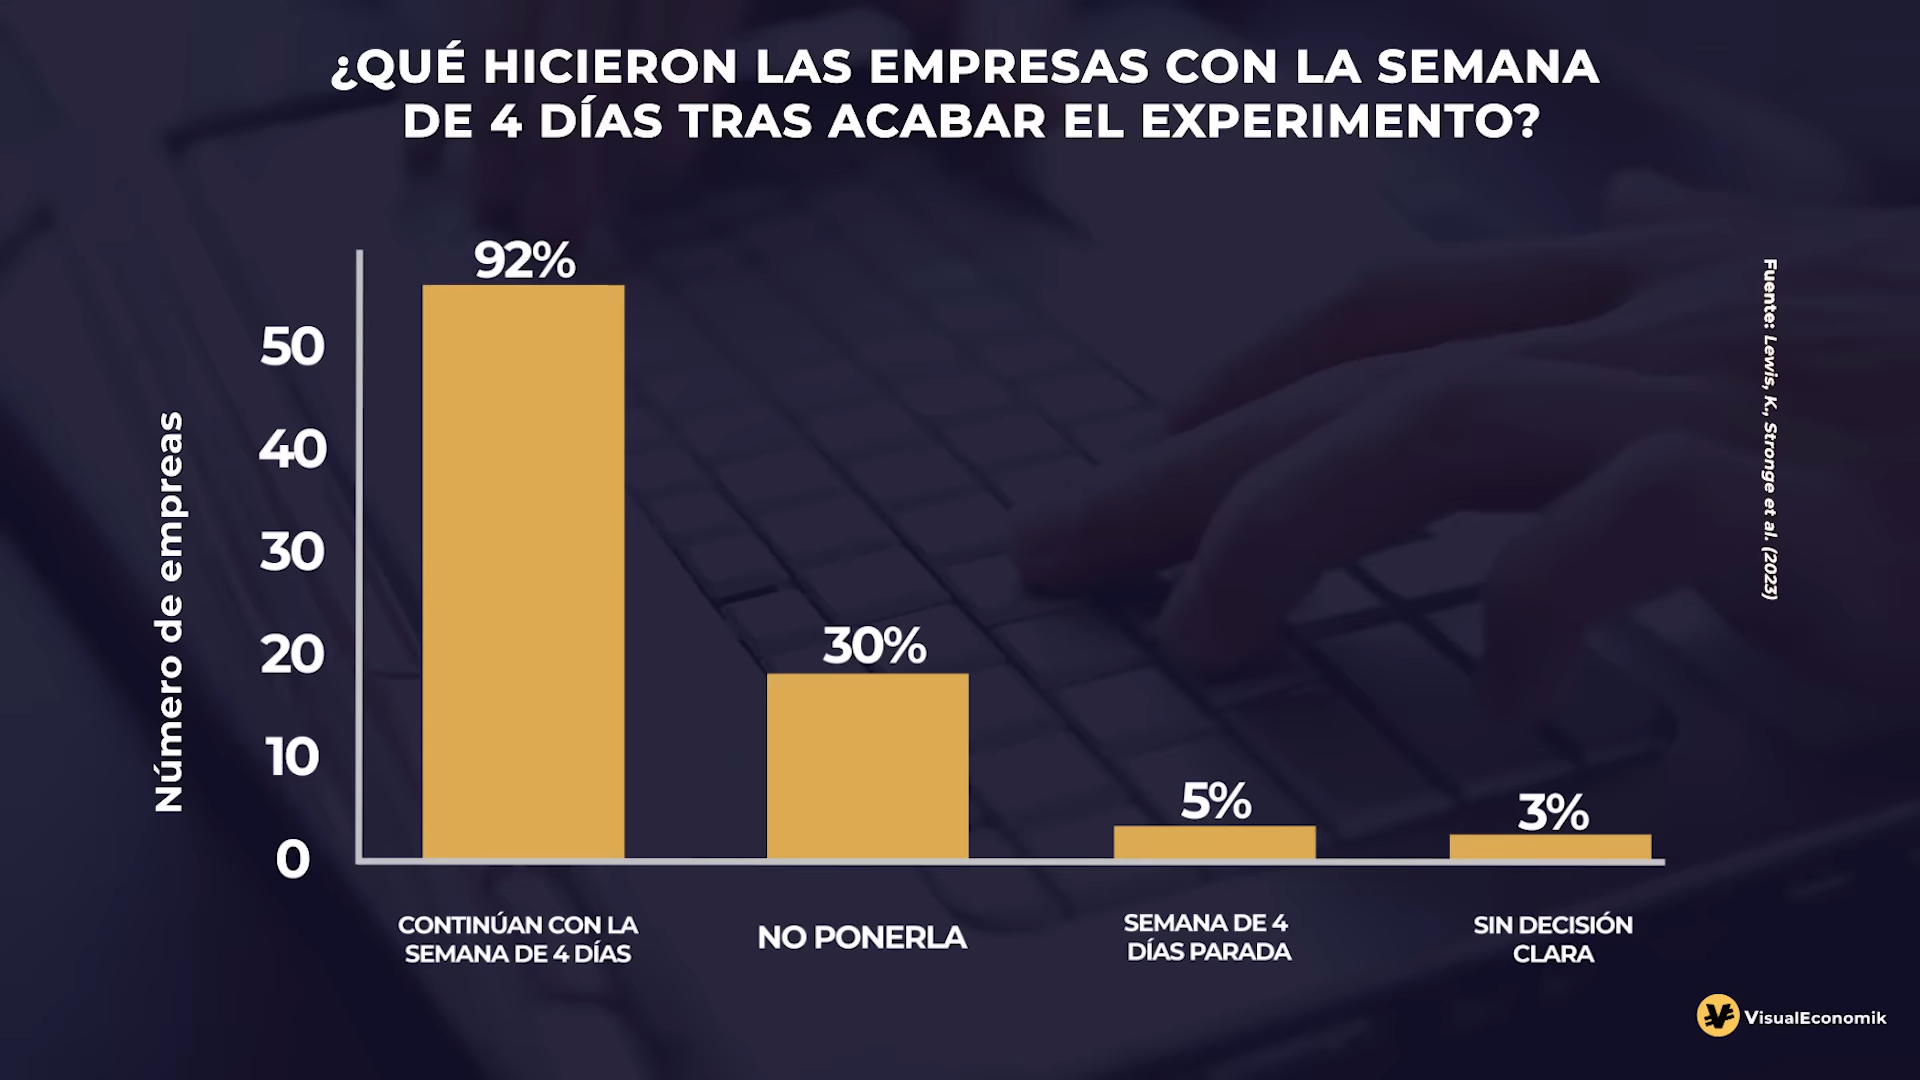 ¿QUÉ HICIERON LAS EMPRESAS CON LA SEMANA
DE 4 DÍAS TRAS ACABAR EL EXPERIMENTO?
Número de empreas
50
40
30
20
10
0
92%
30%
5%
3%
CONTINÚAN CON LA
SEMANA DE 4 DÍAS
NO PONERLA
SEMANA DE 4
DÍAS PARADA
SIN DECISIÓN
CLARA
Fuente: Lewis, K., Stronge et al. (2023)
VisualEconomik